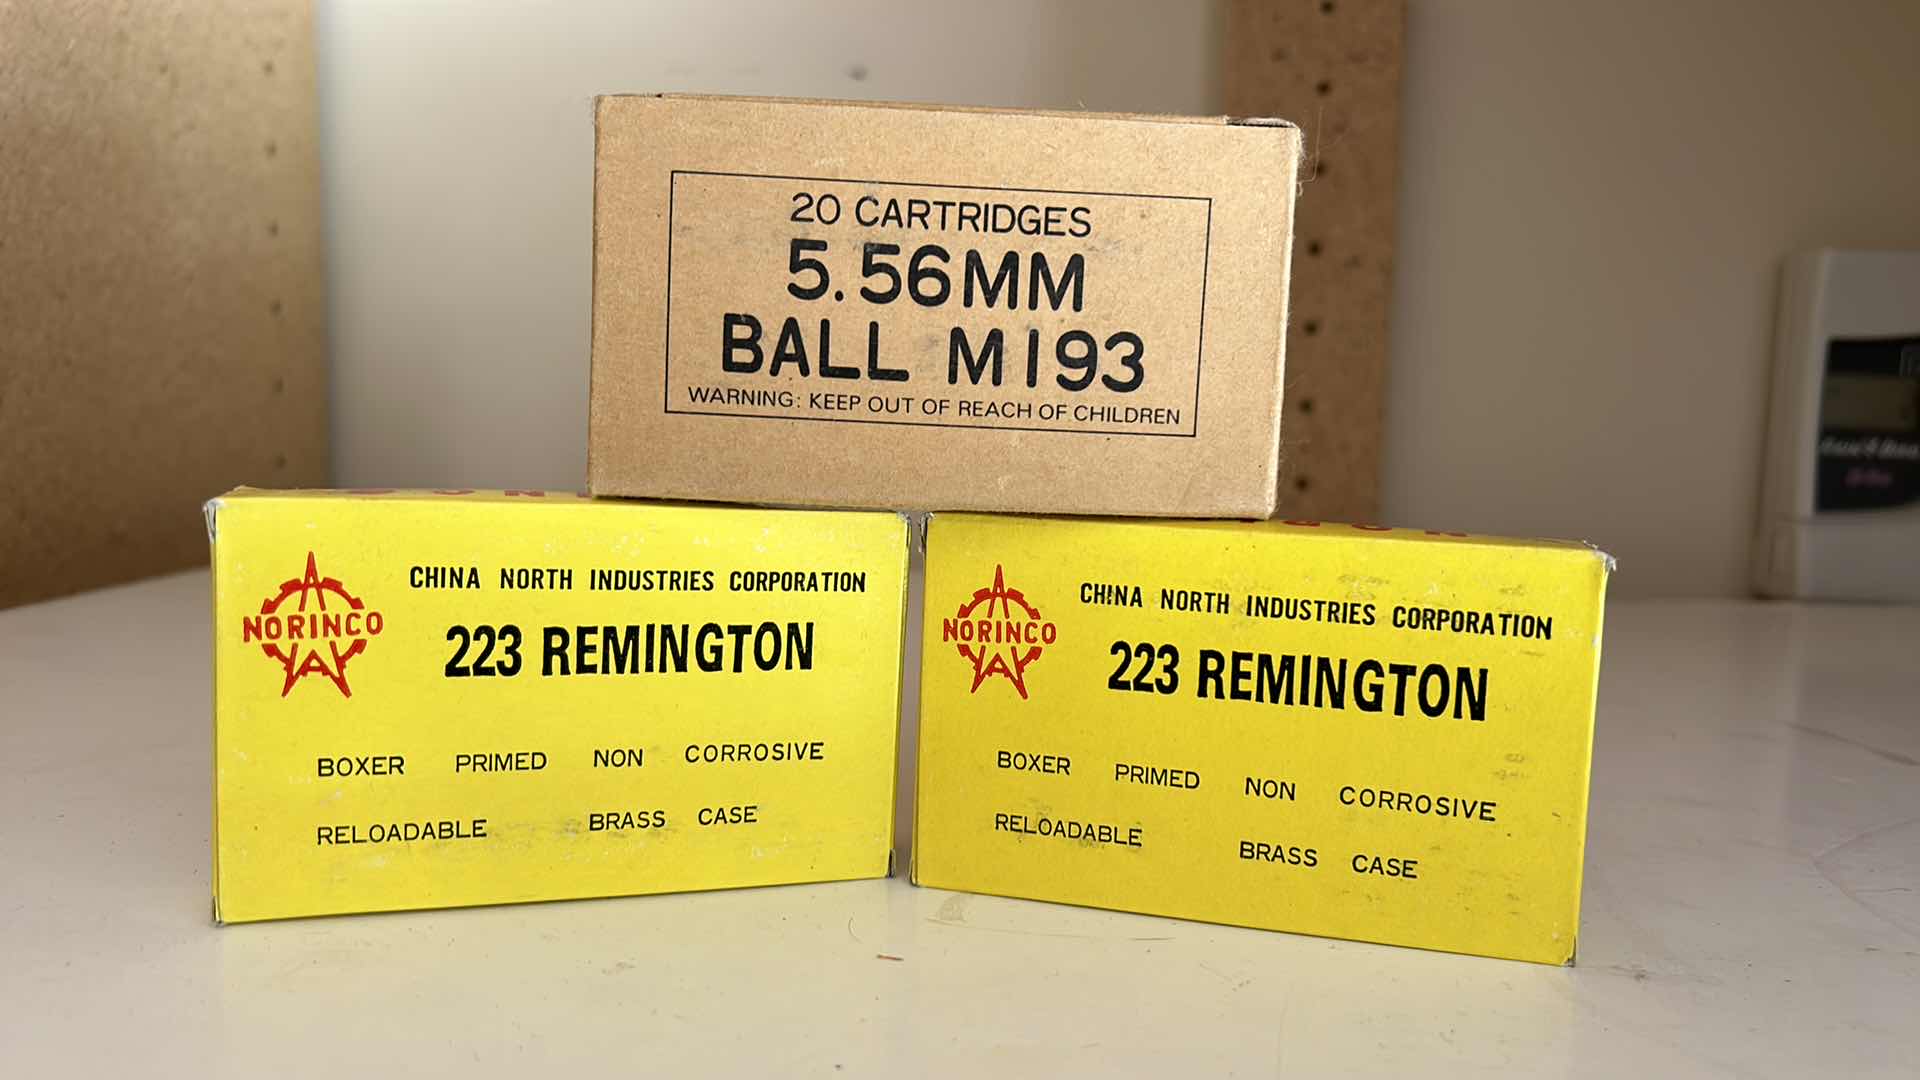 20 CARTRIDGES
5.56MM
BALL M193
WARNING: KEEP OUT OF REACH OF CHILDREN
CHINA NORTH INDUSTRIES CORPORATION
NORINCO
223 REMINGTON
BOXER PRIMED NON CORROSIVE
RELOADABLE BRASS CASE
CHINA NORTH INDUSTRIES CORPORATION
NORINCO
223 REMINGTON
BOXER PRIMED NON CORROSIVE
RELOADABLE BRASS CASE